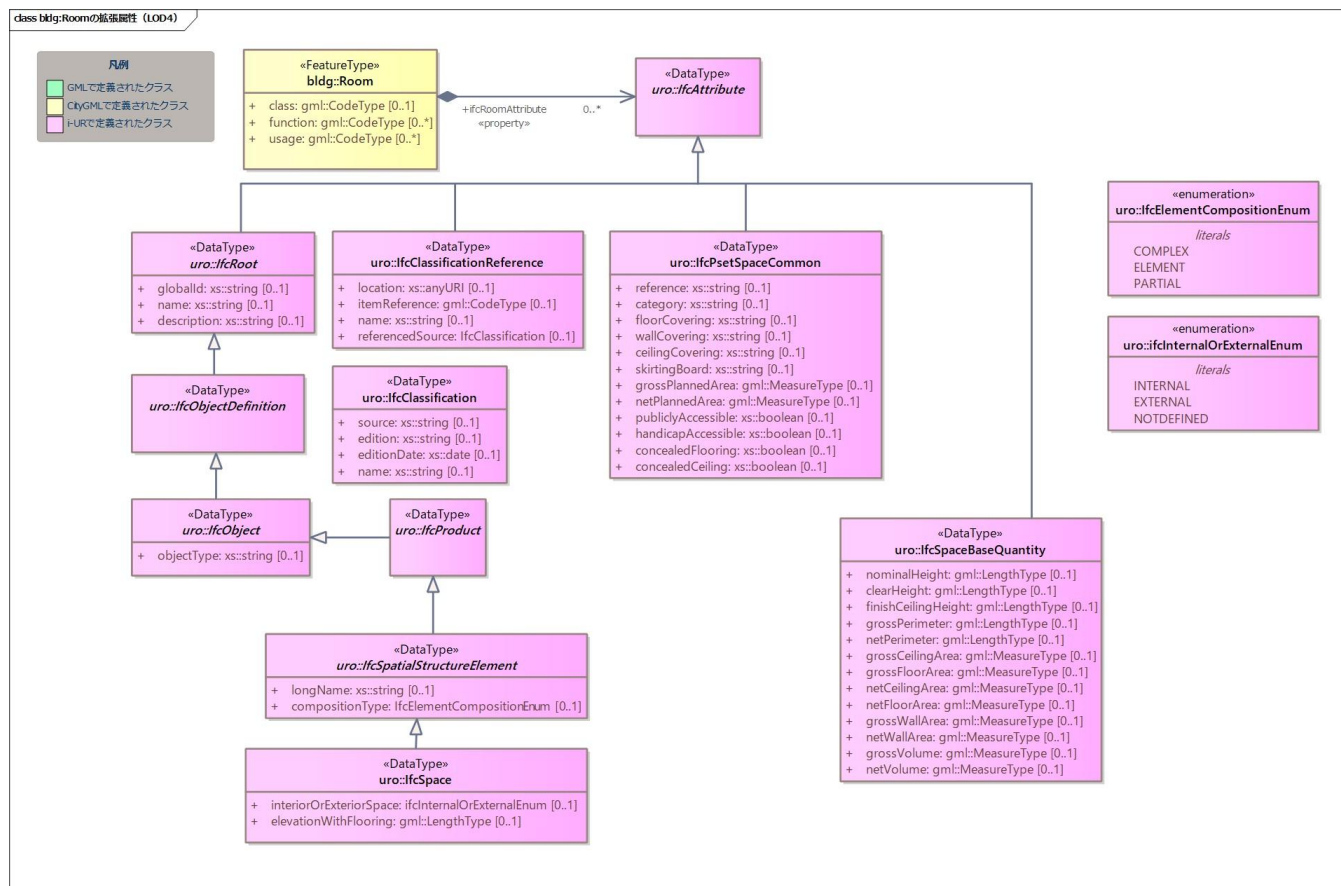 class bldg:Roomの拡張属性（LOD4）
凡例
GMLで定義されたクラス
CityGMLで定義されたクラス
i-URで定義されたクラス
«FeatureType»
bldg::Room
+ class: gml::CodeType [0..1]
+ function: gml::CodeType [0..*]
+ usage: gml::CodeType [0..*]
+ifcRoomAttribute 0..*
«property»
«DataType»
uro::IfcAttribute
«DataType»
uro::IfcRoot
+ globalId: xs::string [0..1]
+ name: xs::string [0..1]
+ description: xs::string [0..1]
«DataType»
uro::IfcClassificationReference
+ location: xs::anyURI [0..1]
+ itemReference: gml::CodeType [0..1]
+ name: xs::string [0..1]
+ referencedSource: IfcClassification [0..1]
«DataType»
uro::IfcPsetSpaceCommon
+ reference: xs::string [0..1]
+ category: xs::string [0..1]
+ floorCovering: xs::string [0..1]
+ wallCovering: xs::string [0..1]
+ ceilingCovering: xs::string [0..1]
+ skirtingBoard: xs::string [0..1]
+ grossPlannedArea: gml::MeasureType [0..1]
+ netPlannedArea: gml::MeasureType [0..1]
+ publiclyAccessible: xs::boolean [0..1]
+ handicapAccessible: xs::boolean [0..1]
+ concealedFlooring: xs::boolean [0..1]
+ concealedCeiling: xs::boolean [0..1]
«enumeration»
uro::IfcElementCompositionEnum
literals
COMPLEX
ELEMENT
PARTIAL
«enumeration»
uro::ifcInternalOrExternalEnum
literals
INTERNAL
EXTERNAL
NOTDEFINED
«DataType»
uro::IfcObjectDefinition
«DataType»
uro::IfcClassification
+ source: xs::string [0..1]
+ edition: xs::string [0..1]
+ editionDate: xs::date [0..1]
+ name: xs::string [0..1]
«DataType»
uro::IfcObject
+ objectType: xs::string [0..1]
«DataType»
uro::IfcProduct
«DataType»
uro::IfcSpaceBaseQuantity
+ nominalHeight: gml::LengthType [0..1]
+ clearHeight: gml::LengthType [0..1]
+ finishCeilingHeight: gml::LengthType [0..1]
+ grossPerimeter: gml::LengthType [0..1]
+ netPerimeter: gml::LengthType [0..1]
+ grossCeilingArea: gml::MeasureType [0..1]
+ grossFloorArea: gml::MeasureType [0..1]
+ netCeilingArea: gml::MeasureType [0..1]
+ netFloorArea: gml::MeasureType [0..1]
+ grossWallArea: gml::MeasureType [0..1]
+ netWallArea: gml::MeasureType [0..1]
+ grossVolume: gml::MeasureType [0..1]
+ netVolume: gml::MeasureType [0..1]
«DataType»
uro::IfcSpatialStructureElement
+ longName: xs::string [0..1]
+ compositionType: IfcElementCompositionEnum [0..1]
«DataType»
uro::IfcSpace
+ interiorOrExteriorSpace: ifcInternalOrExternalEnum [0..1]
+ elevationWithFlooring: gml::LengthType [0..1]